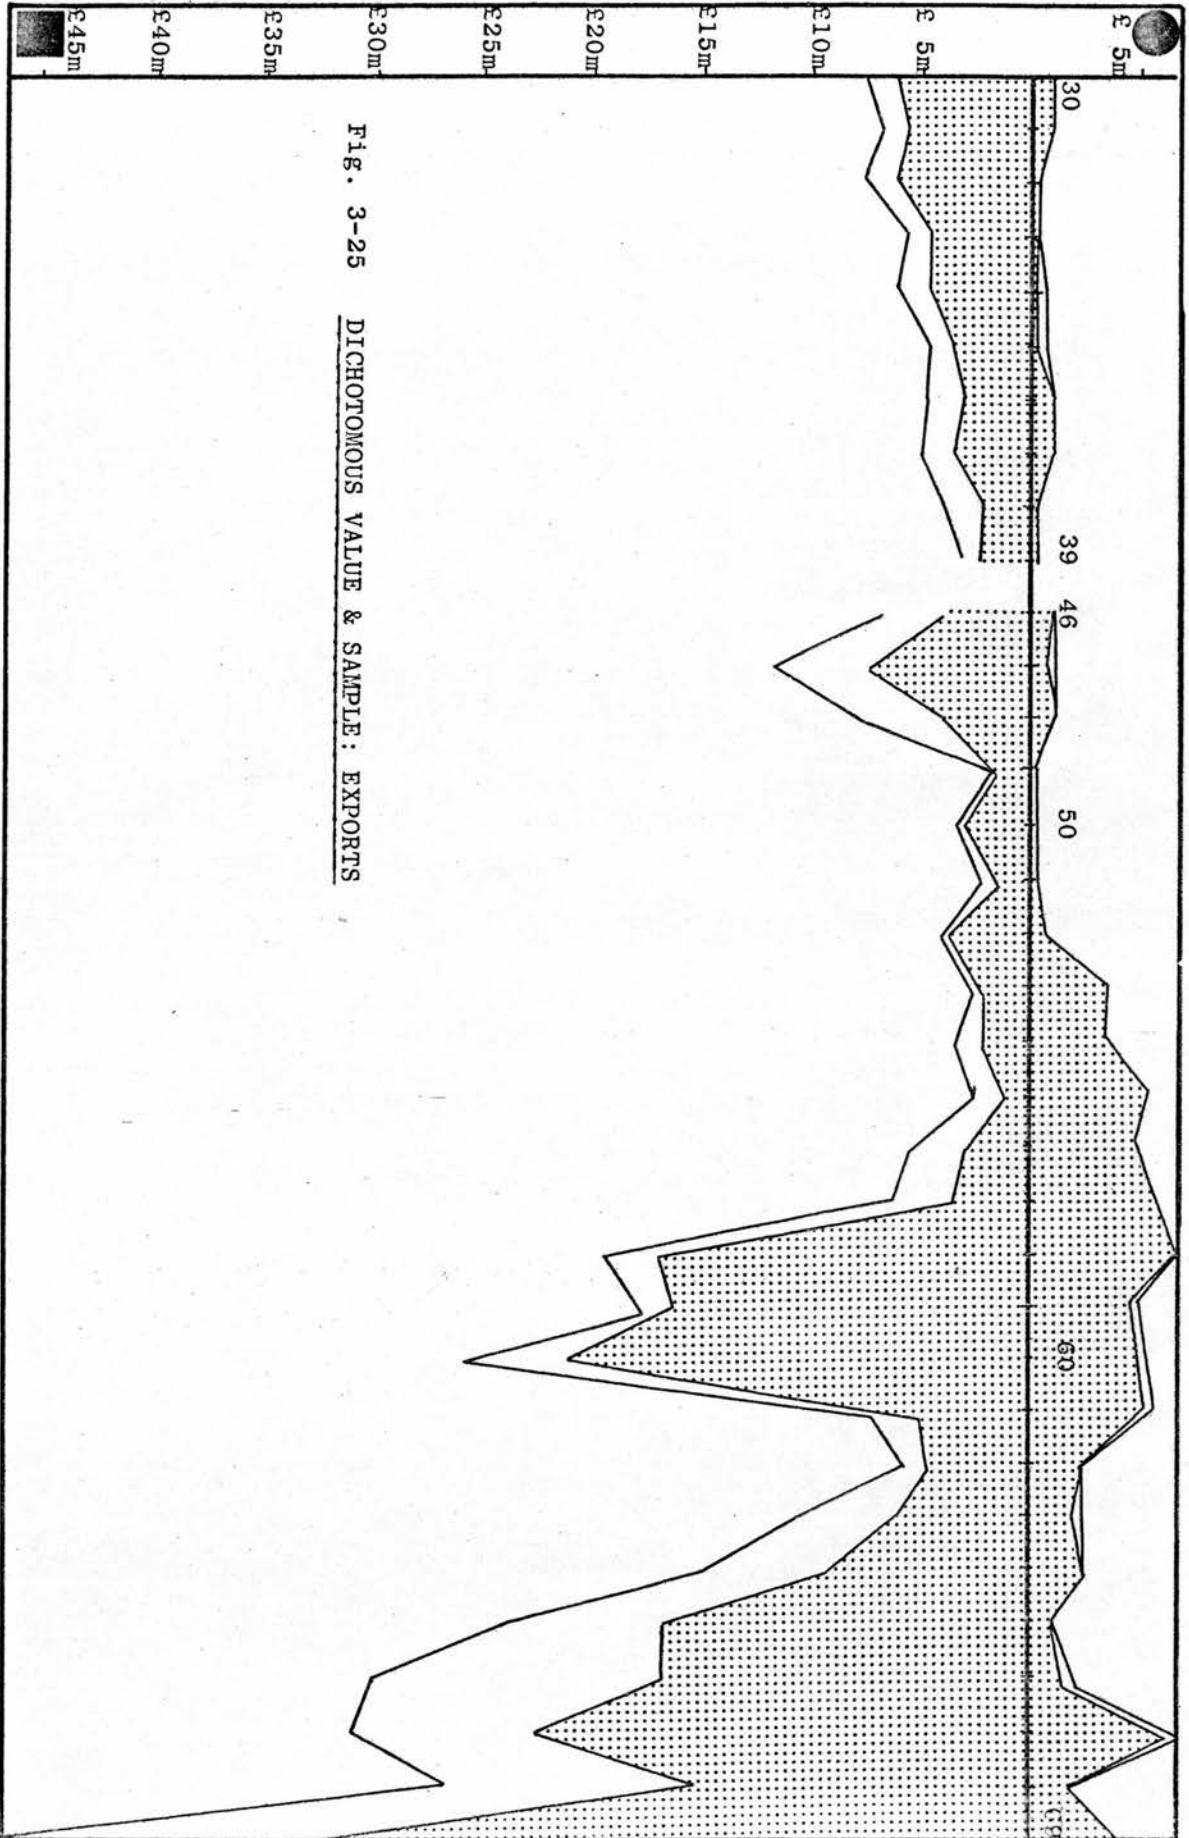 £ 5m
£ 5m
£10m
£15m
£20m
£25m
£30m
£35m
£40m
£45m
30
39
46
50
60
Fig. 3-25 DICHOTOMOUS VALUE & SAMPLE: EXPORTS